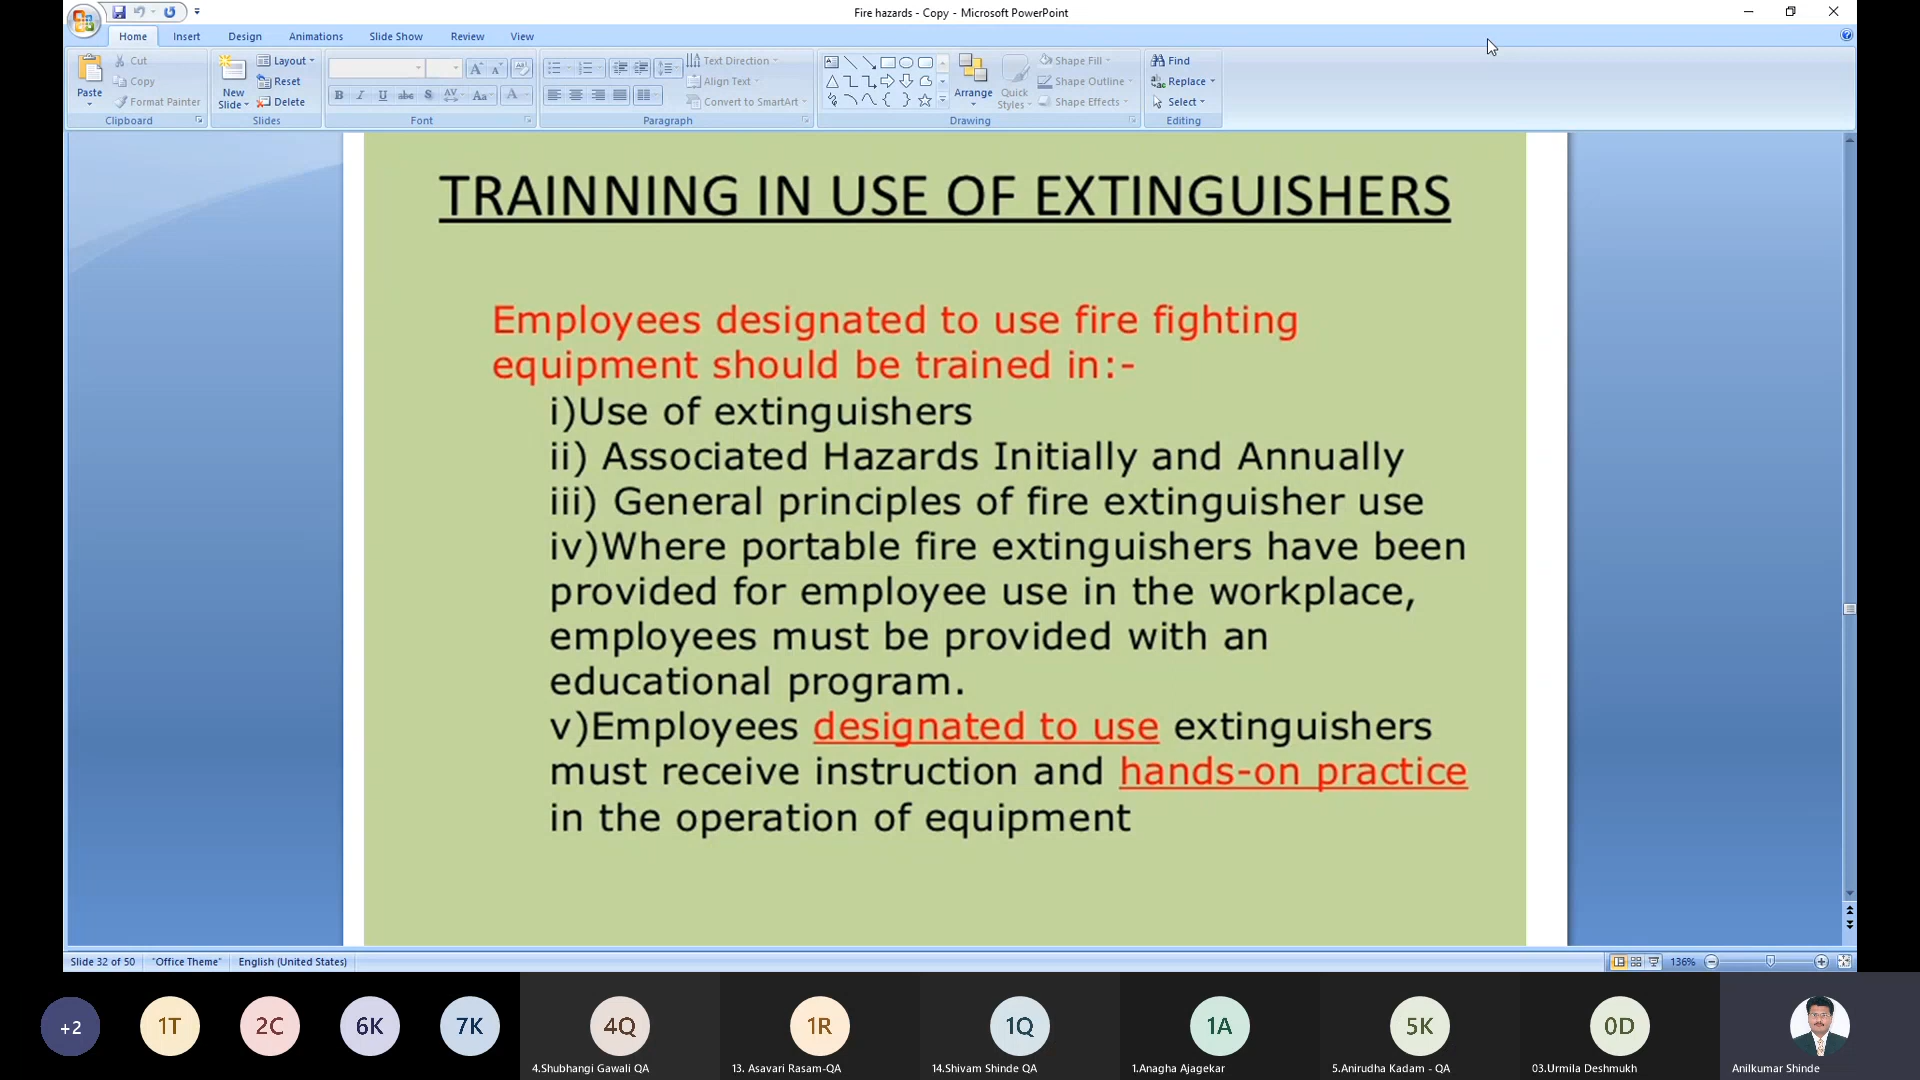 Fire hazards - Copy - Microsoft PowerPoint
Home Insert Design Animations Slide Show Review View
Paste
Cut
Copy
Format Painter
Clipboard
New
Slide
Layout
Reset
Delete
Slides
Font
Text Direction
Align Text
Convert to SmartArt
Paragraph
Arrange
Quick
Styles
Shape Fill
Shape Outline
Shape Effects
Drawing
Find
Replace
Select
Editing
TRAINNING IN USE OF EXTINGUISHERS
Employees designated to use fire fighting
equipment should be trained in:-
i)Use of extinguishers
ii) Associated Hazards Initially and Annually
iii) General principles of fire extinguisher use
iv)Where portable fire extinguishers have been
provided for employee use in the workplace,
employees must be provided with an
educational program.
v)Employees designated to use extinguishers
must receive instruction and hands-on practice
in the operation of equipment
Slide 32 of 50 "Office Theme" English (United States) 136%
+2 1T 2C 6K 7K 4Q 1R 1Q 1A 5K 0D
4.Shubhangi Gawali QA 13. Asavari Rasam-QA 14.Shivam Shinde QA 1.Anagha Ajagekar 5.Anirudha Kadam - QA 03.Urmila Deshmukh Anilkumar Shinde